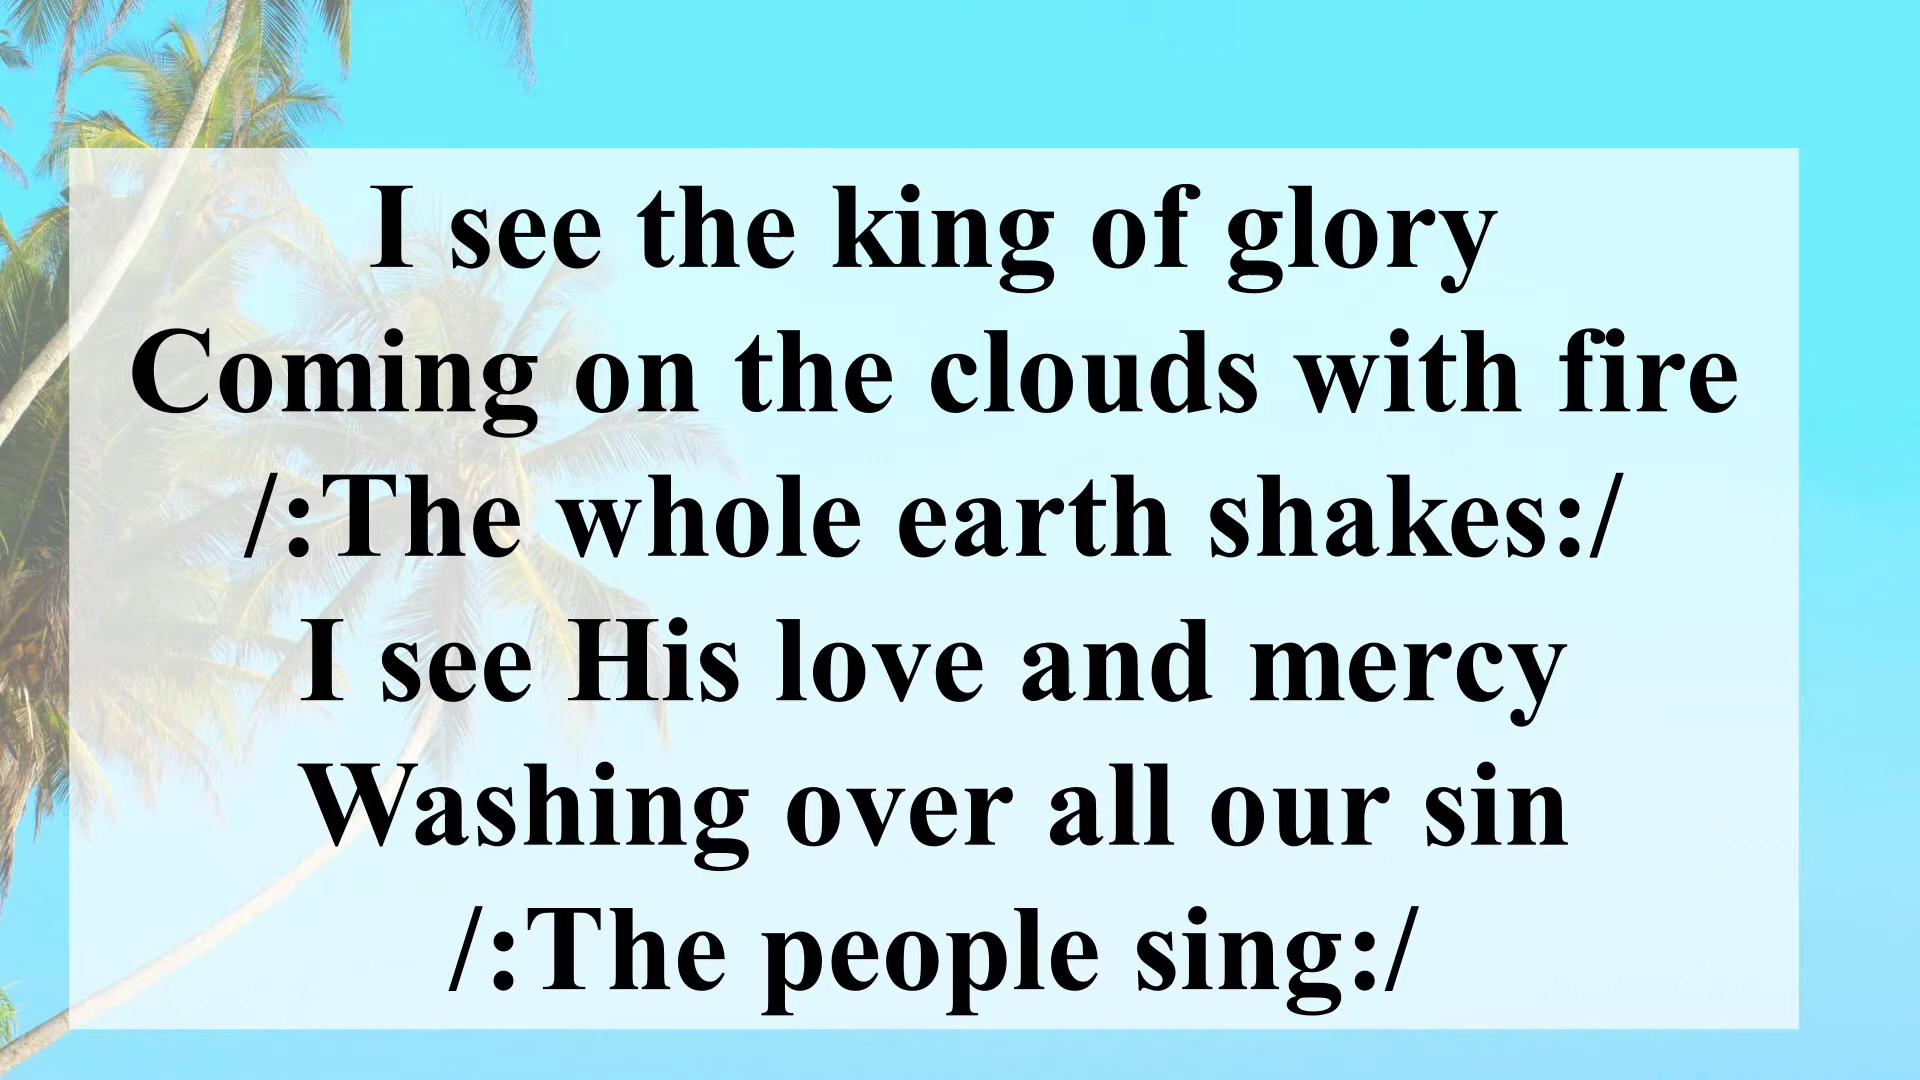 I see the king of glory
Coming on the clouds with fire
/:The whole earth shakes:/
I see His love and mercy
Washing over all our sin
/:The people sing:/